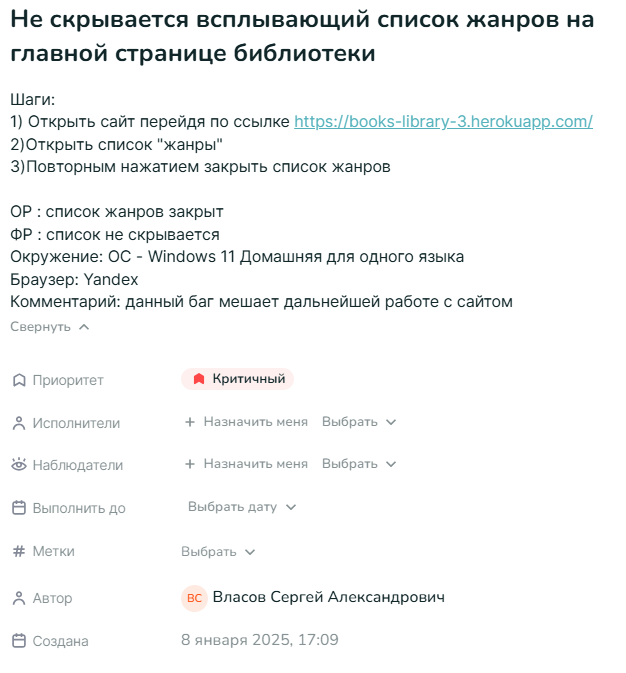 Не скрывается всплывающий список жанров на
главной странице библиотеки
Шаги:
1) Открыть сайт перейдя по ссылке https://books-library-3.herokuapp.com/
2)Открыть список "жанры"
3)Повторным нажатием закрыть список жанров
ОР : список жанров закрыт
ФР : список не скрывается
Окружение: ОС - Windows 11 Домашняя для одного языка
Браузер: Yandex
Комментарий: данный баг мешает дальнейшей работе с сайтом
Свернуть
Приоритет Критичный
Исполнители + Назначить меня Выбрать
Наблюдатели + Назначить меня Выбрать
Выполнить до Выбрать дату
# Метки Выбрать
Автор ВС Власов Сергей Александрович
Создана 8 января 2025, 17:09